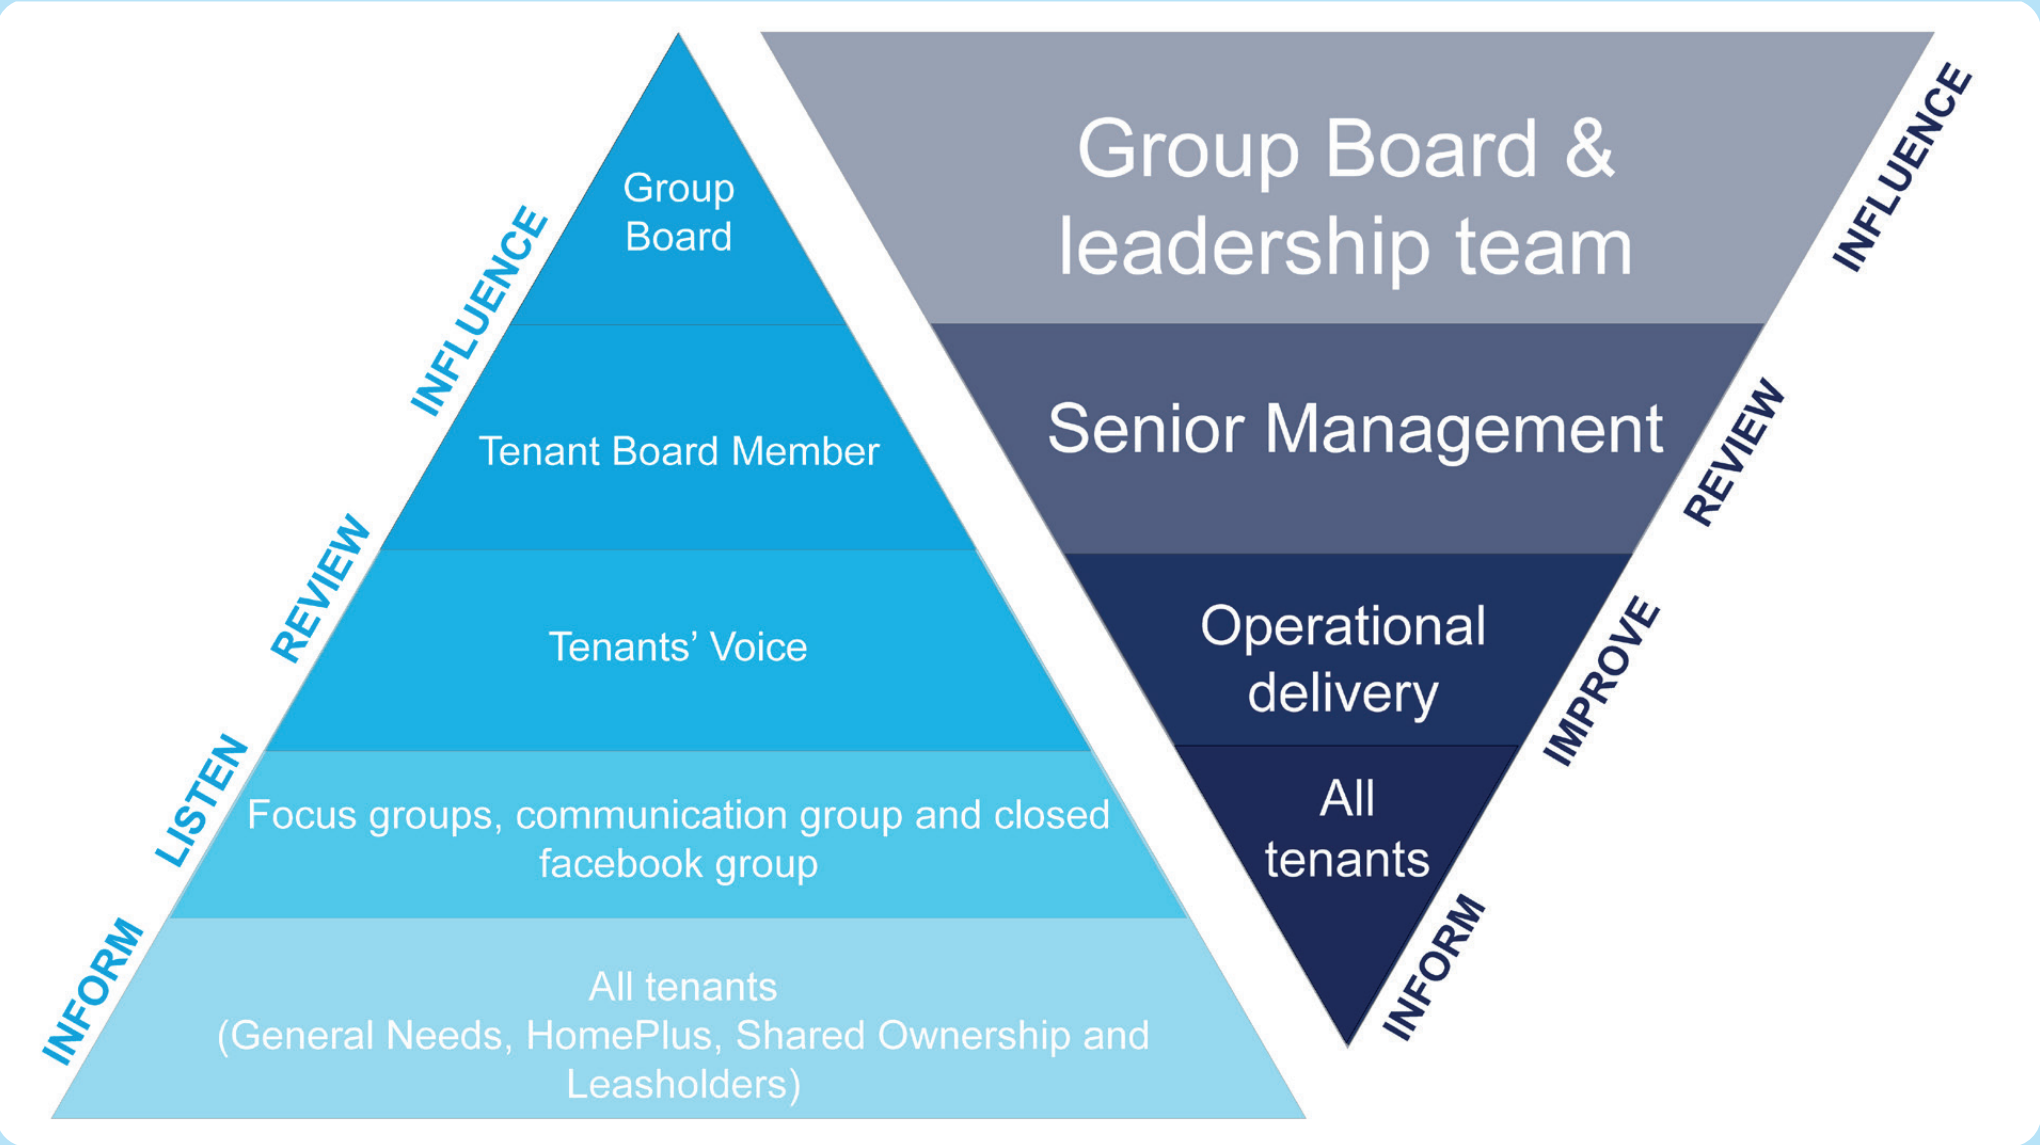 Group
Board
INFLUENCE
Tenant Board Member
REVIEW
Tenants’ Voice
LISTEN
Focus groups, communication group and closed
facebook group
INFORM
All tenants
(General Needs, HomePlus, Shared Ownership and
Leasholders)
Group Board &
leadership team
INFLUENCE
Senior Management
REVIEW
Operational
delivery
IMPROVE
All
tenants
INFORM